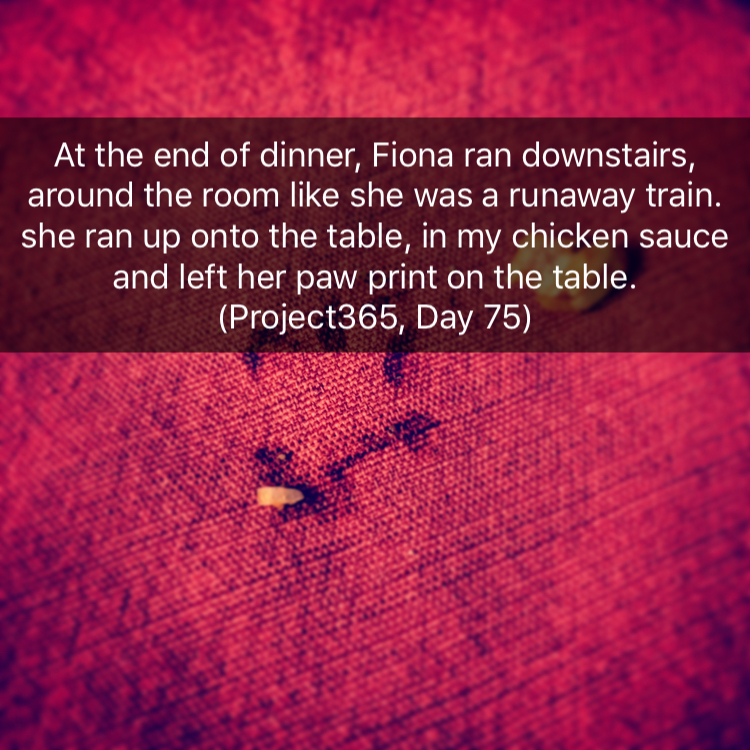 At the end of dinner, Fiona ran downstairs,
around the room like she was a runaway train.
she ran up onto the table, in my chicken sauce
and left her paw print on the table.
(Project365, Day 75)